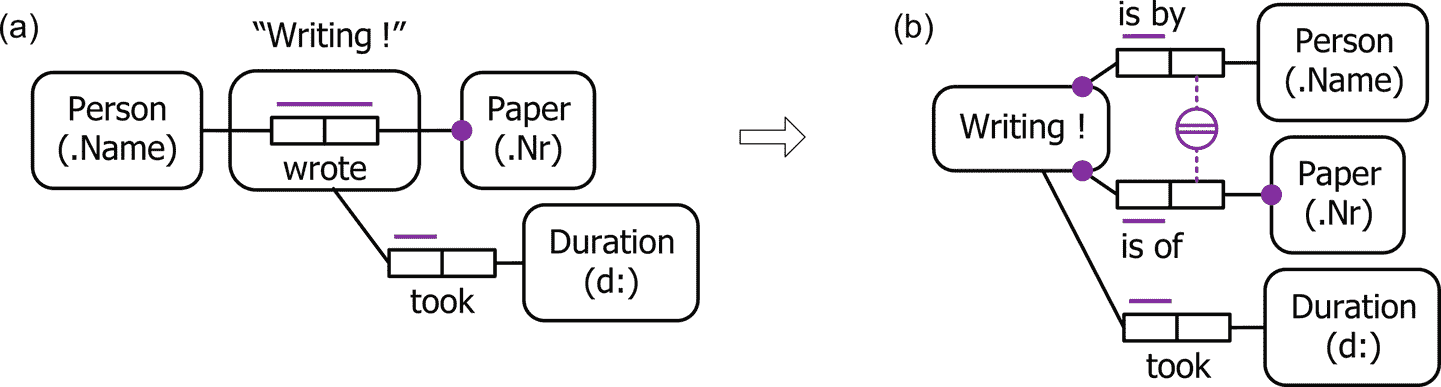 (a)
“Writing !”
Person
(.Name)
wrote
Paper
(.Nr)
took
Duration
(d:)
(b)
is by
Person
(.Name)
Writing !
Paper
(.Nr)
is of
took
Duration
(d:)